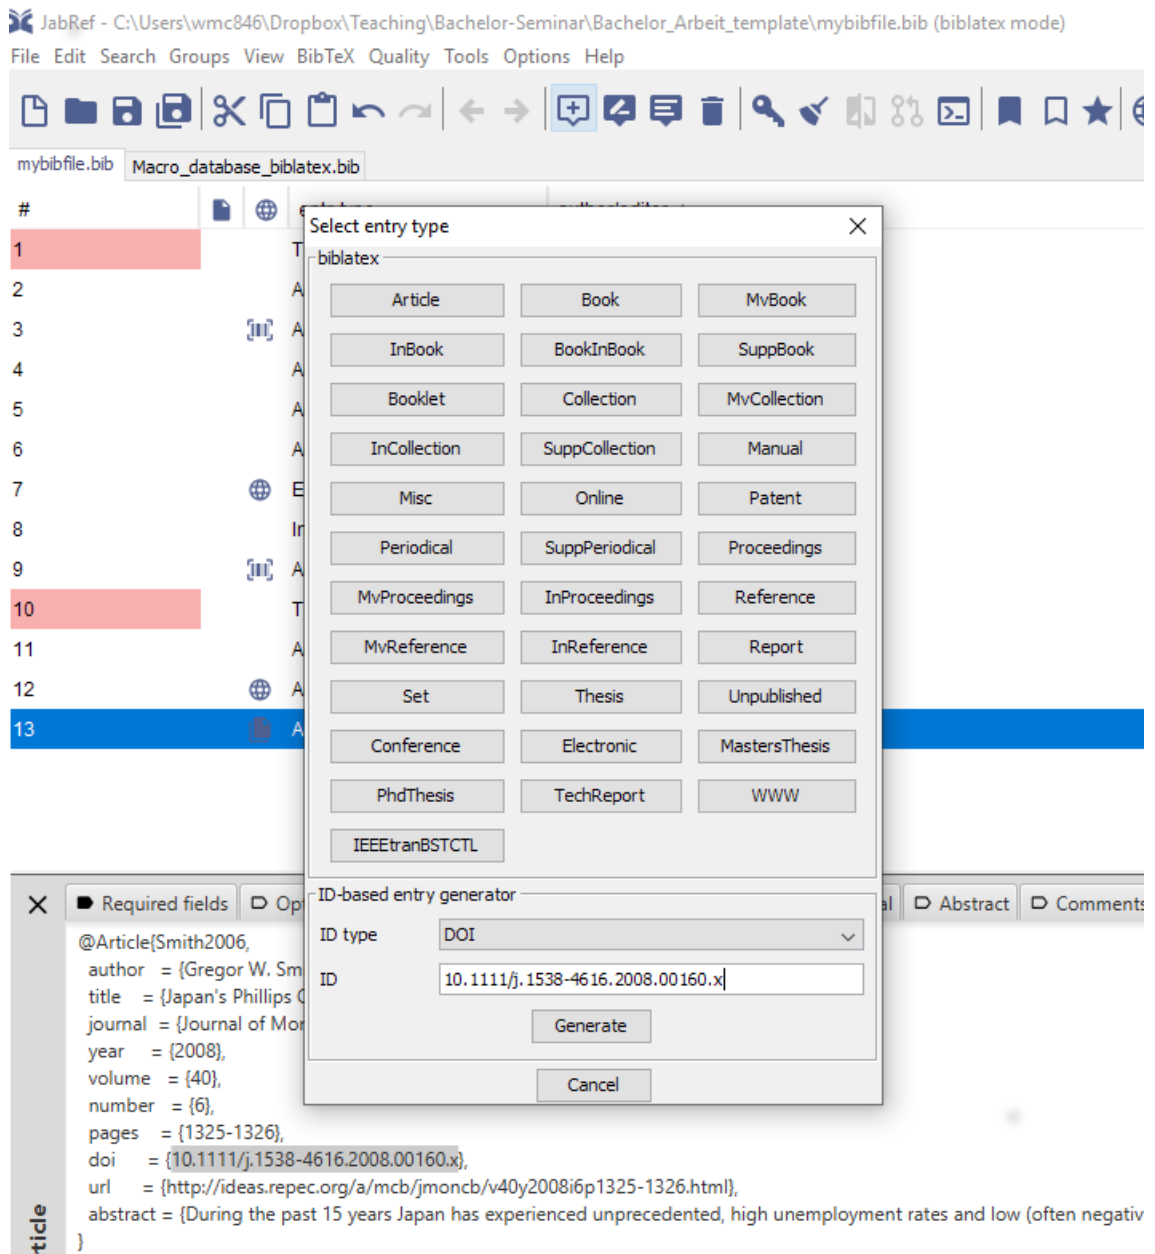 JabRef - C:\Users\wmc846\Dropbox\Teaching\Bachelor-Seminar\Bachelor_Arbeit_template\mybibfile.bib (biblatex mode)
File Edit Search Groups View BibTeX Quality Tools Options Help
mybibfile.bib Macro_database_biblatex.bib
#
Select entry type
1 T
biblatex
Article Book MvBook
2 A
3 A
InBook BookInBook SuppBook
4 A
Booklet Collection MvCollection
5 A
6 A
InCollection SuppCollection Manual
7 E
Misc Online Patent
8 Ir
Periodical SuppPeriodical Proceedings
9 A
MvProceedings InProceedings Reference
10 T
11 A
MvReference InReference Report
12 A
Set Thesis Unpublished
13 A
Conference Electronic MastersThesis
PhdThesis TechReport WWW
IEEEtranBSTCTL
ID-based entry generator
Required fields Op al Abstract Comments
ID type DOI
ID 10.1111/j.1538-4616.2008.00160.x
Generate
Cancel
@Article{Smith2006,
author = {Gregor W. Sm
title = {Japan's Phillips C
journal = {Journal of Mor
year = {2008},
volume = {40},
number = {6},
pages = {1325-1326},
doi = {10.1111/j.1538-4616.2008.00160.x},
url = {http://ideas.repec.org/a/mcb/jmoncb/v40y2008i6p1325-1326.html},
abstract = {During the past 15 years Japan has experienced unprecedented, high unemployment rates and low (often negativ
}
ticle